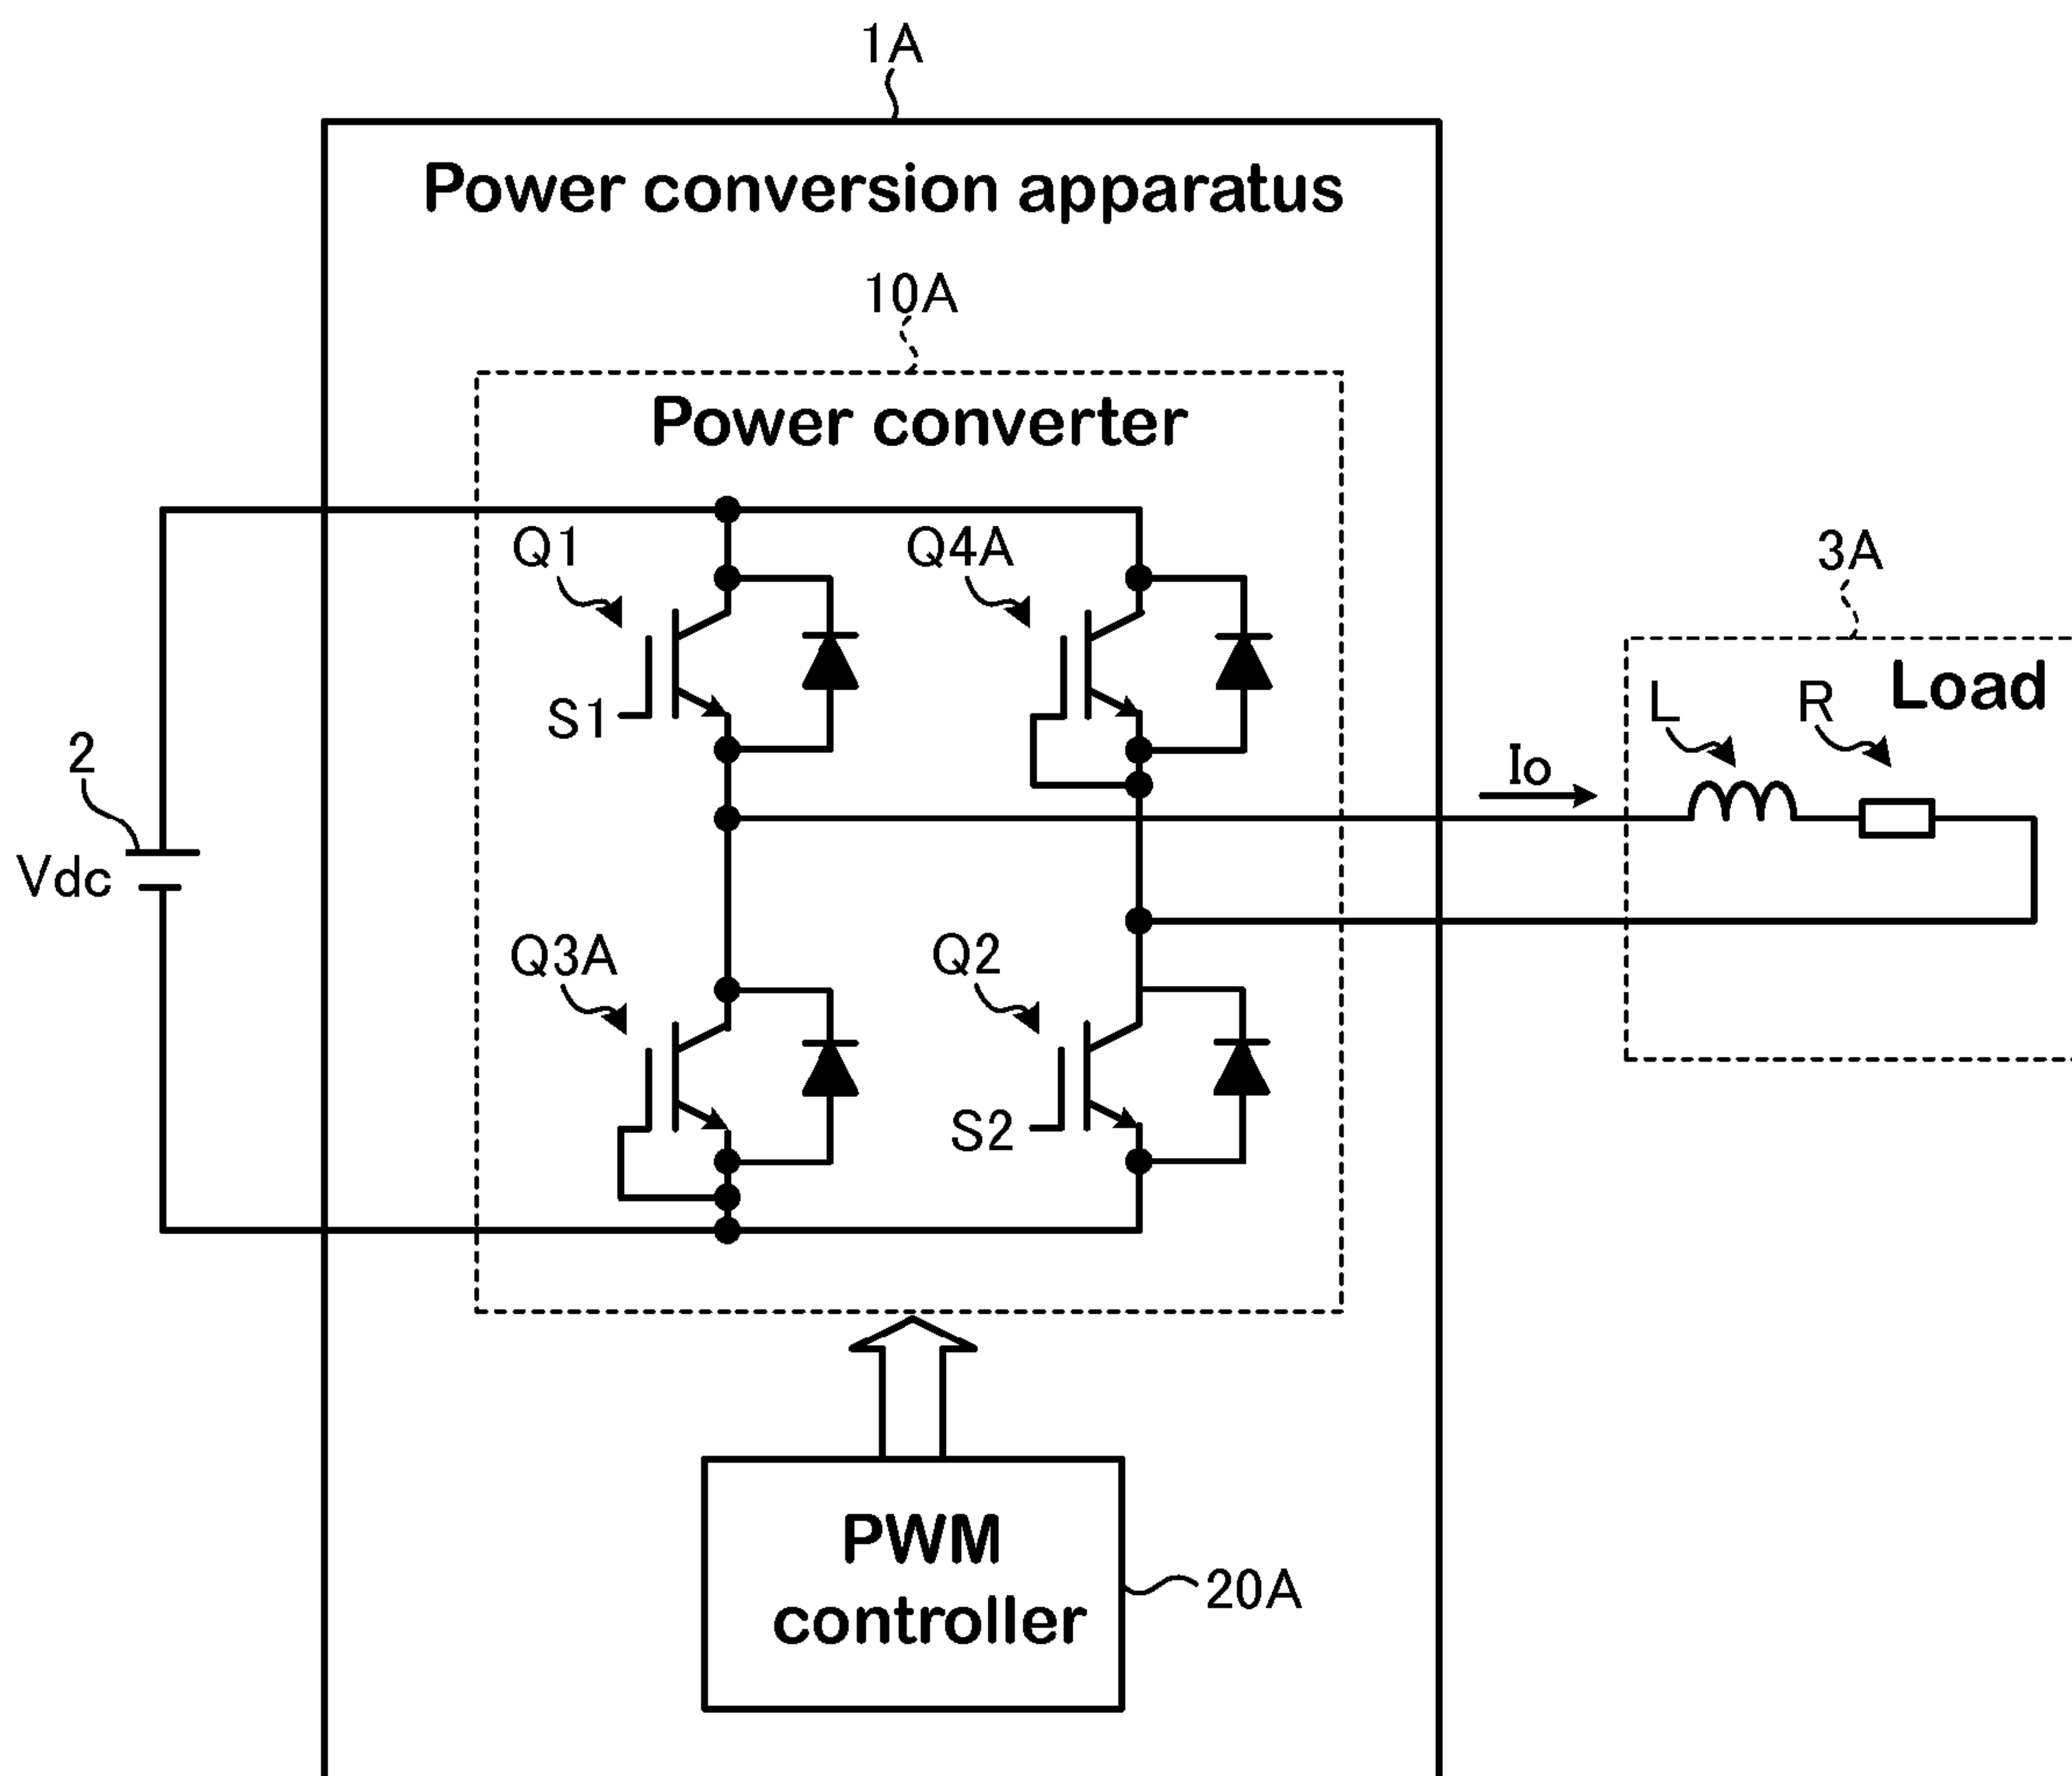 1A
Power conversion apparatus
10A
Power converter
Q1
Q4A
3A
Load
L
R
S1
Io
2
Vdc
Q3A
Q2
S2
PWM
controller
20A